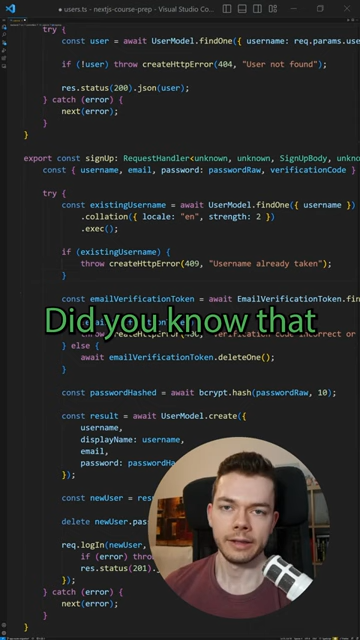 users.ts - nextjs-course-prep - Visual Studio Co...
try {
const user = await UserModel.findOne({ username: req.params.use
if (!user) throw createHttpError(404, "User not found");
res.status(200).json(user);
} catch (error) {
next(error);
}
}
export const signUp: RequestHandler<unknown, unknown, SignUpBody, unkno
const { username, email, password: passwordRaw, verificationCode }
try {
const existingUsername = await UserModel.findOne({ username })
.collation({ locale: "en", strength: 2 })
.exec();
if (existingUsername) {
throw createHttpError(409, "Username already taken");
}
const emailVerificationToken = await EmailVerificationToken.fin
Did you know that
verification code incorrect or
} else {
await emailVerificationToken.deleteOne();
}
const passwordHashed = await bcrypt.hash(passwordRaw, 10);
const result = await UserModel.create({
username,
displayName: username,
email,
password: passwordHa
});
const newUser = res
delete newUser.pas
req.logIn(newUser,
if (error) throw
res.status(201).
});
} catch (error) {
next(error);
}
}